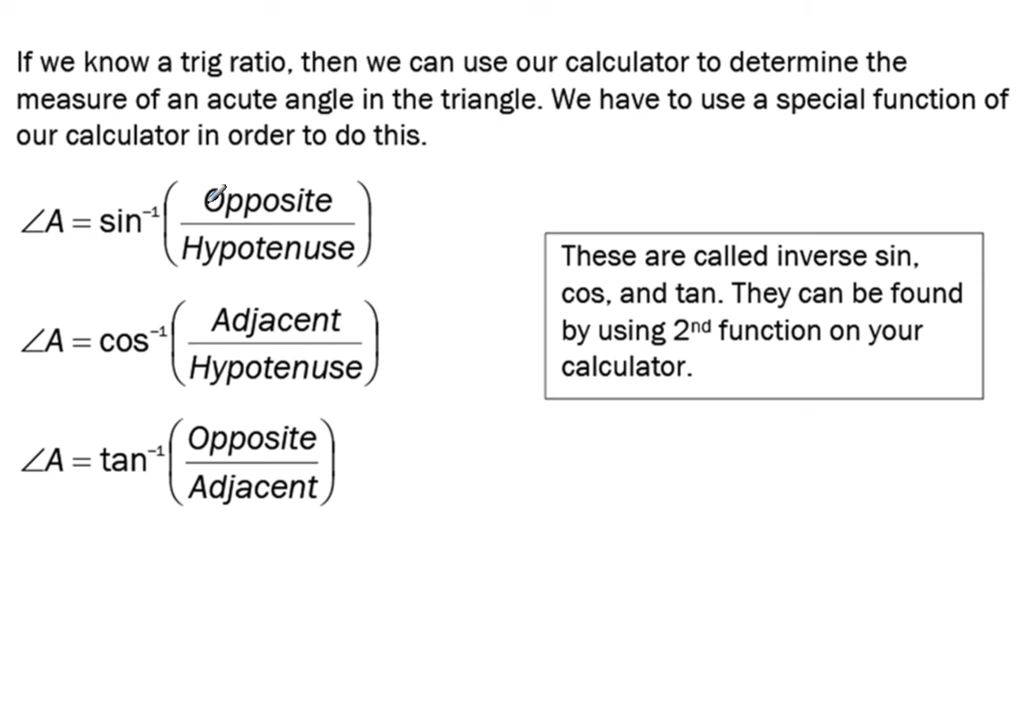 If we know a trig ratio, then we can use our calculator to determine the
measure of an acute angle in the triangle. We have to use a special function of
our calculator in order to do this.
∠A = sin⁻¹(Opposite/Hypotenuse)
∠A = cos⁻¹(Adjacent/Hypotenuse)
∠A = tan⁻¹(Opposite/Adjacent)
These are called inverse sin,
cos, and tan. They can be found
by using 2nd function on your
calculator.